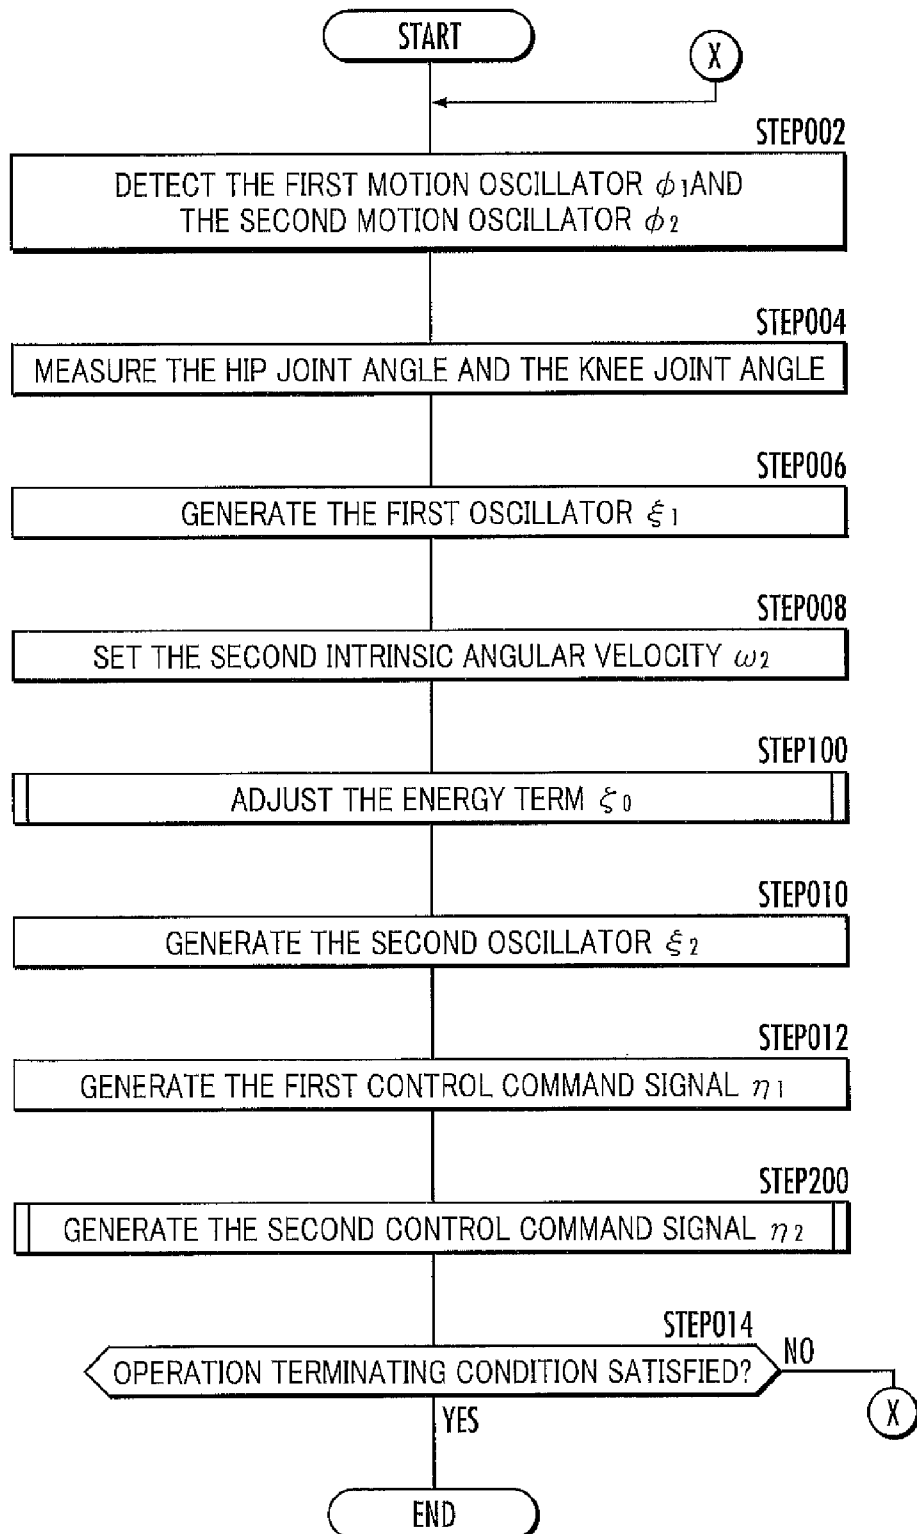 START
X
STEP002
DETECT THE FIRST MOTION OSCILLATOR ϕ1AND
THE SECOND MOTION OSCILLATOR ϕ2
STEP004
MEASURE THE HIP JOINT ANGLE AND THE KNEE JOINT ANGLE
STEP006
GENERATE THE FIRST OSCILLATOR ξ1
STEP008
SET THE SECOND INTRINSIC ANGULAR VELOCITY ω2
STEP100
ADJUST THE ENERGY TERM ζ0
STEP010
GENERATE THE SECOND OSCILLATOR ξ2
STEP012
GENERATE THE FIRST CONTROL COMMAND SIGNAL η1
STEP200
GENERATE THE SECOND CONTROL COMMAND SIGNAL η2
STEP014
OPERATION TERMINATING CONDITION SATISFIED?
NO
X
YES
END